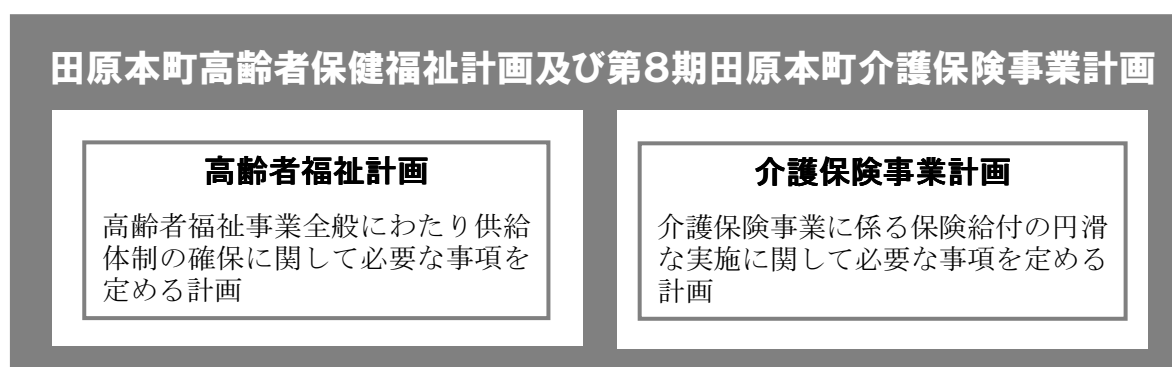 田原本町高齢者保健福祉計画及び第8期田原本町介護保険事業計画
高齢者福祉計画
高齢者福祉事業全般にわたり供給
体制の確保に関して必要な事項を
定める計画
介護保険事業計画
介護保険事業に係る保険給付の円滑
な実施に関して必要な事項を定める
計画